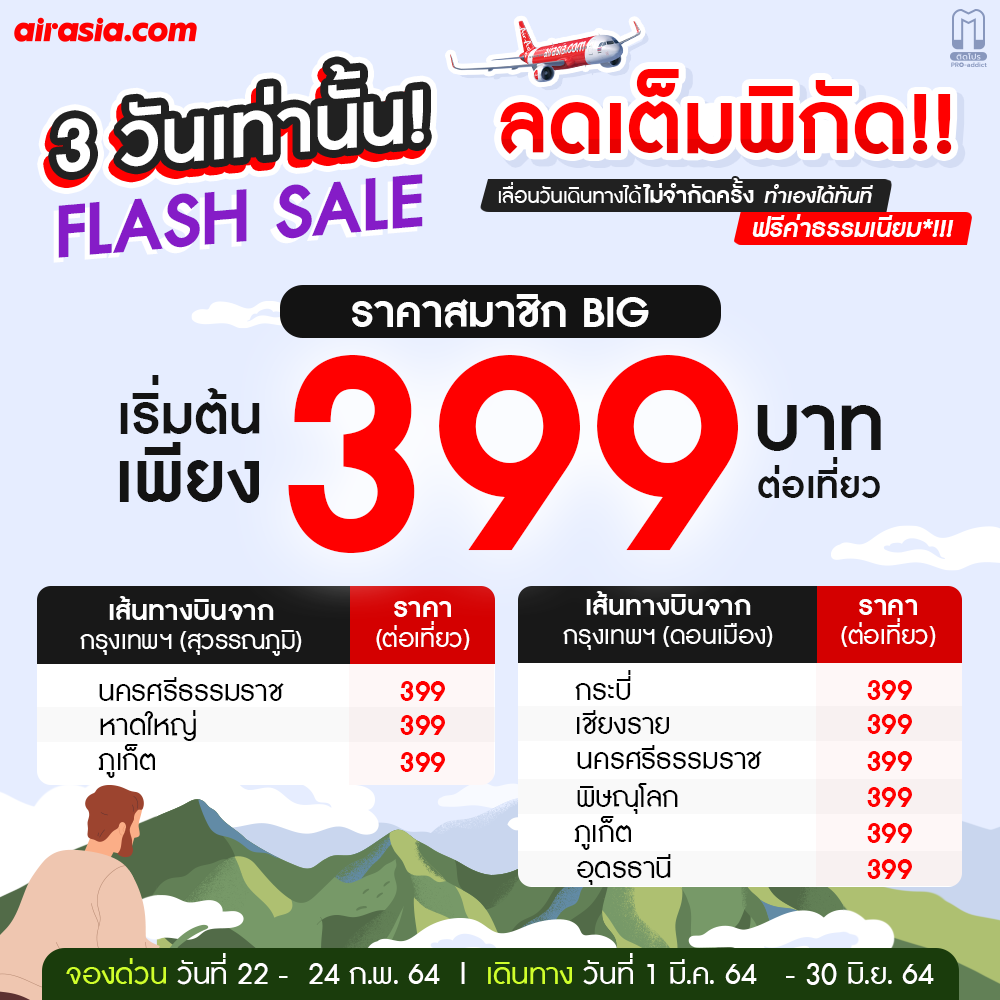 airasia.com
airasia.com
ติดโปร
PRO-addict
3 วันเท่านั้น!
FLASH SALE
ลดเต็มพิกัด!!
เลื่อนวันเดินทางได้ไม่จำกัดครั้ง ทำเองได้ทันที
ฟรีค่าธรรมเนียม*!!!
ราคาสมาชิก BIG
เริ่มต้น
เพียง
399
บาท
ต่อเที่ยว
เส้นทางบินจาก
กรุงเทพฯ (สุวรรณภูมิ)
ราคา
(ต่อเที่ยว)
นครศรีธรรมราช 399
หาดใหญ่ 399
ภูเก็ต 399
เส้นทางบินจาก
กรุงเทพฯ (ดอนเมือง)
ราคา
(ต่อเที่ยว)
กระบี่ 399
เชียงราย 399
นครศรีธรรมราช 399
พิษณุโลก 399
ภูเก็ต 399
อุดรธานี 399
จองด่วน วันที่ 22 - 24 ก.พ. 64 | เดินทาง วันที่ 1 มี.ค. 64 - 30 มิ.ย. 64